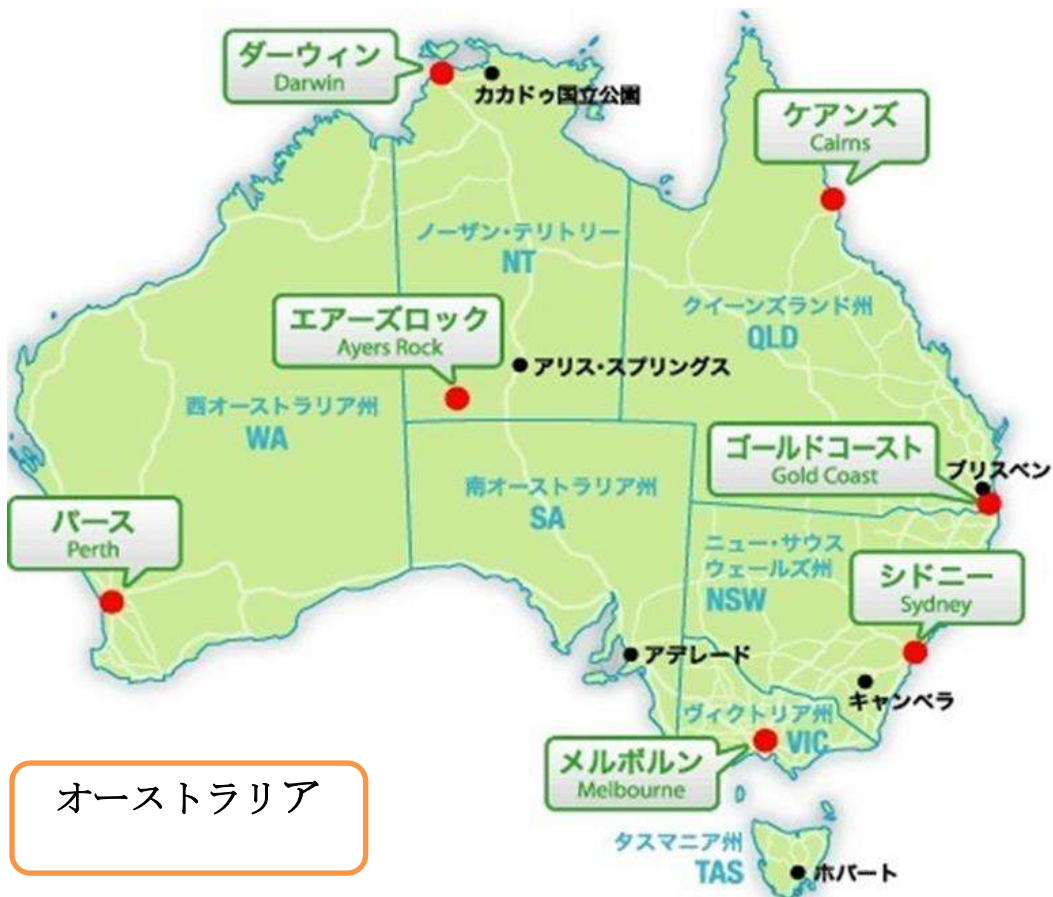 ダーウィン
Darwin
カカドゥ国立公園
ケアンズ
Cairns
ノーザン・テリトリー
NT
エアーズロック
Ayers Rock
クイーンズランド州
QLD
アリス・スプリングス
西オーストラリア州
WA
ゴールドコースト
Gold Coast
ブリスベン
南オーストラリア州
SA
パース
Perth
ニュー・サウス
ウェールズ州
NSW
シドニー
Sydney
アデレード
キャンベラ
ヴィクトリア州
VIC
メルボルン
Melbourne
オーストラリア
タスマニア州
TAS
ホバート